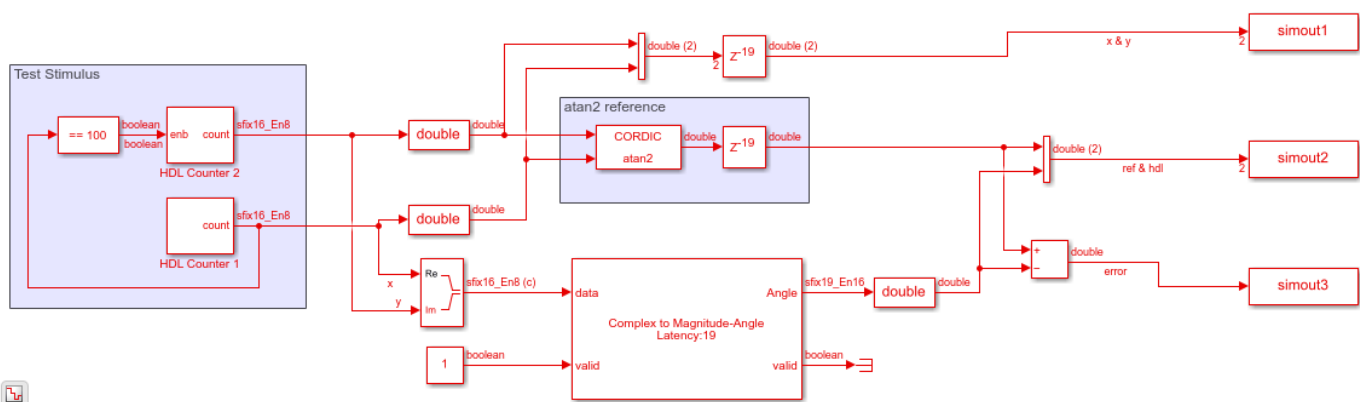 Test Stimulus
== 100
boolean
boolean
enb
count
sfix16_En8
HDL Counter 2
count
sfix16_En8
HDL Counter 1
double
double
double
double
double (2)
2
Z-19
double (2)
x & y
2
simout1
atan2 reference
CORDIC
atan2
double
Z-19
double
double (2)
ref & hdl
2
simout2
Re
Im
x
y
sfix16_En8 (c)
1
boolean
data
valid
Complex to Magnitude-Angle
Latency:19
Angle
valid
sfix19_En16
boolean
double
double
+
−
double
error
simout3